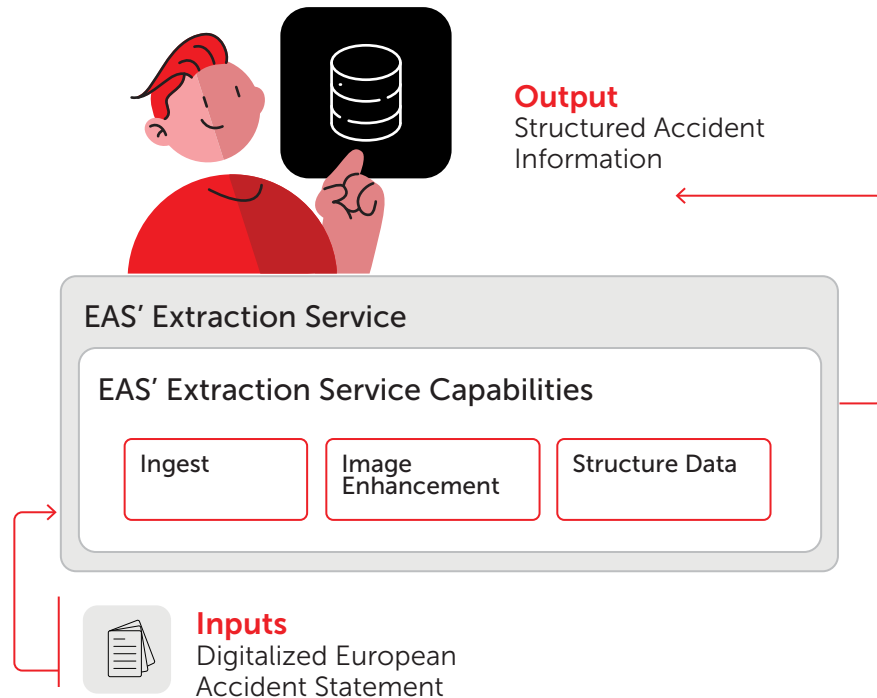 Output
Structured Accident
Information
EAS’ Extraction Service
EAS’ Extraction Service Capabilities
Ingest
Image
Enhancement
Structure Data
Inputs
Digitalized European
Accident Statement